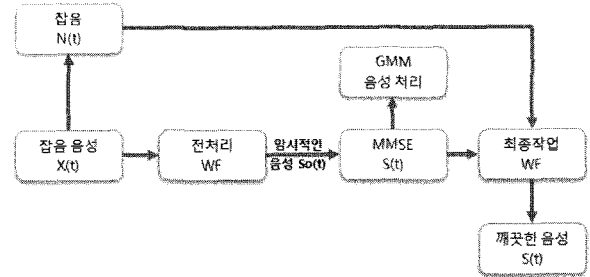 잡음
N(t)
GMM
음성 처리
잡음 음성
X(t)
전처리
WF
암시적인
음성 So(t)
MMSE
S(t)
최종작업
WF
깨끗한 음성
S(t)